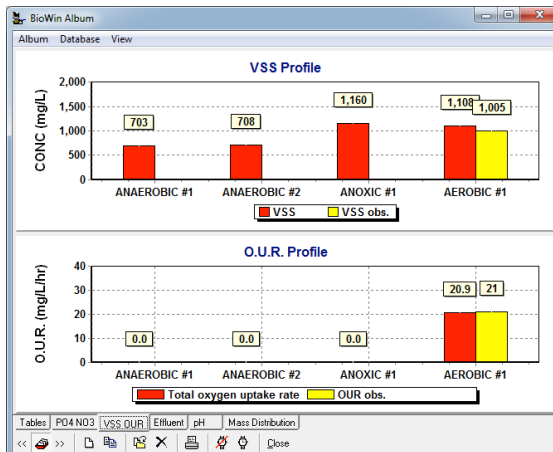 BioWin Album
Album Database View
VSS Profile
CONC (mg/L)
2,000
1,500
1,000
500
0
703
708
1,160
1,108
1,005
ANAEROBIC #1 ANAEROBIC #2 ANOXIC #1 AEROBIC #1
VSS VSS obs.
O.U.R. Profile
O.U.R. (mg/L/hr)
40
30
20
10
0
0.0
0.0
0.0
20.9
21
ANAEROBIC #1 ANAEROBIC #2 ANOXIC #1 AEROBIC #1
Total oxygen uptake rate OUR obs.
Tables PO4 NO3 VSS OUR Effluent pH Mass Distribution
<< >> Close